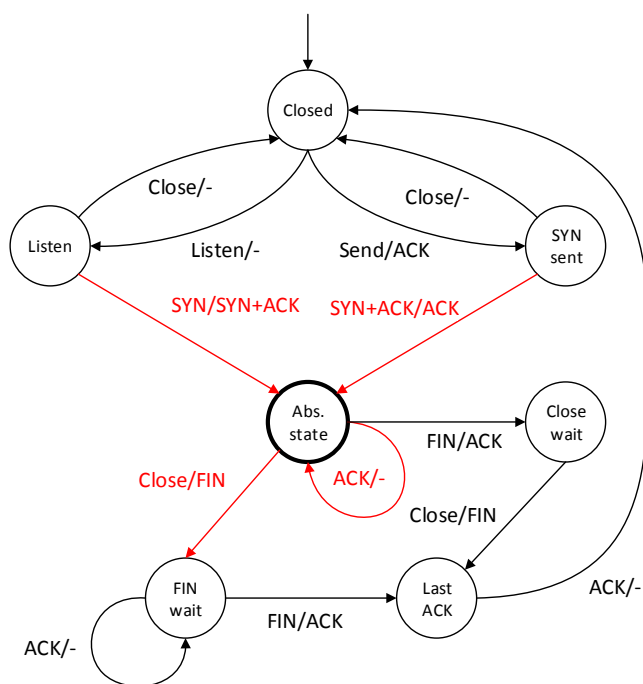 Closed
Close/-
Close/-
Listen
Listen/-
Send/ACK
SYN
sent
SYN/SYN+ACK
SYN+ACK/ACK
Abs.
state
Close
wait
FIN/ACK
Close/FIN
ACK/-
Close/FIN
FIN
wait
Last
ACK
ACK/-
FIN/ACK
ACK/-